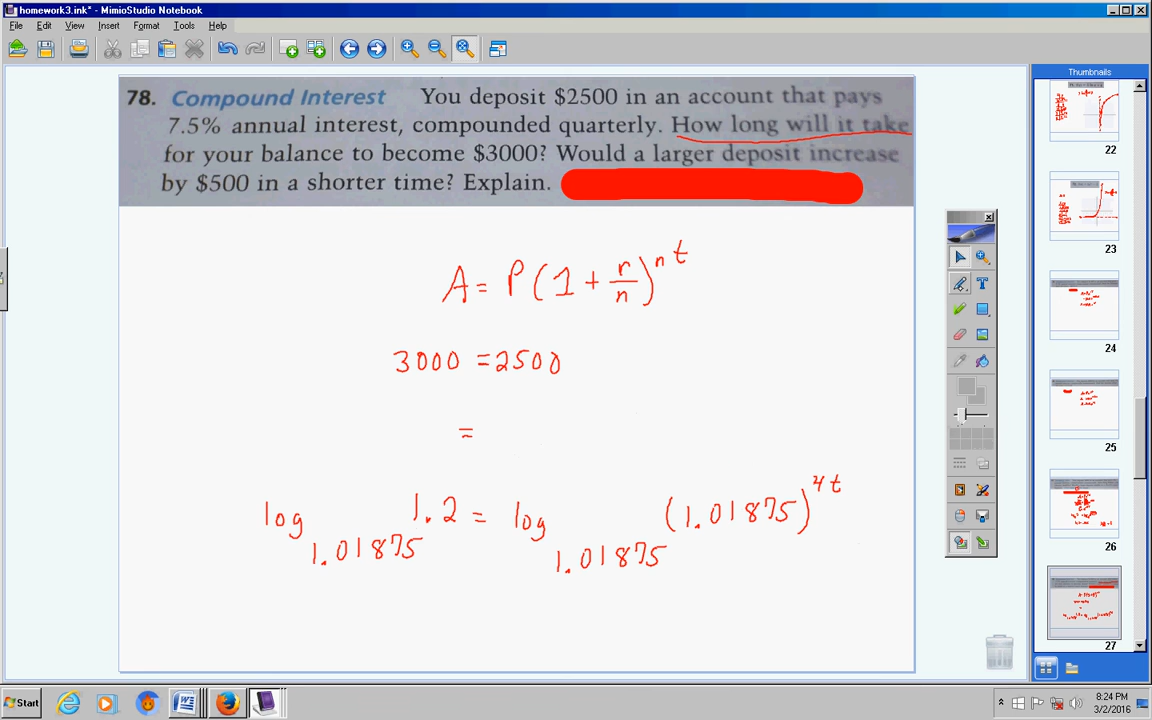 homework3.ink* - MimioStudio Notebook
File Edit View Insert Format Tools Help
78. Compound Interest You deposit $2500 in an account that pays
7.5% annual interest, compounded quarterly. How long will it take
for your balance to become $3000? Would a larger deposit increase
by $500 in a shorter time? Explain.
A = P(1 + r/n)^nt
3000 = 2500
=
log 1.01875 1.2 = log 1.01875 (1.01875)^4t
Thumbnails
22
23
24
25
26
27
Start
8:24 PM
3/2/2016